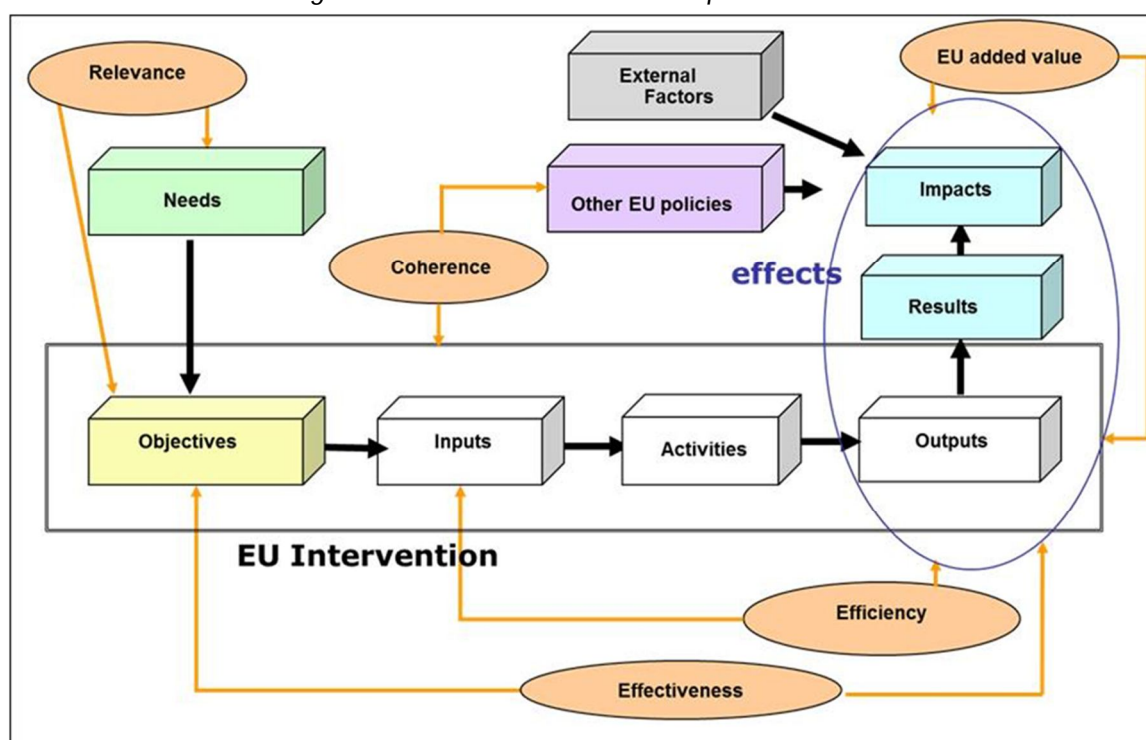 Relevance
External
Factors
EU added value
Needs
Other EU policies
Impacts
Coherence
effects
Results
Objectives
Inputs
Activities
Outputs
EU Intervention
Efficiency
Effectiveness